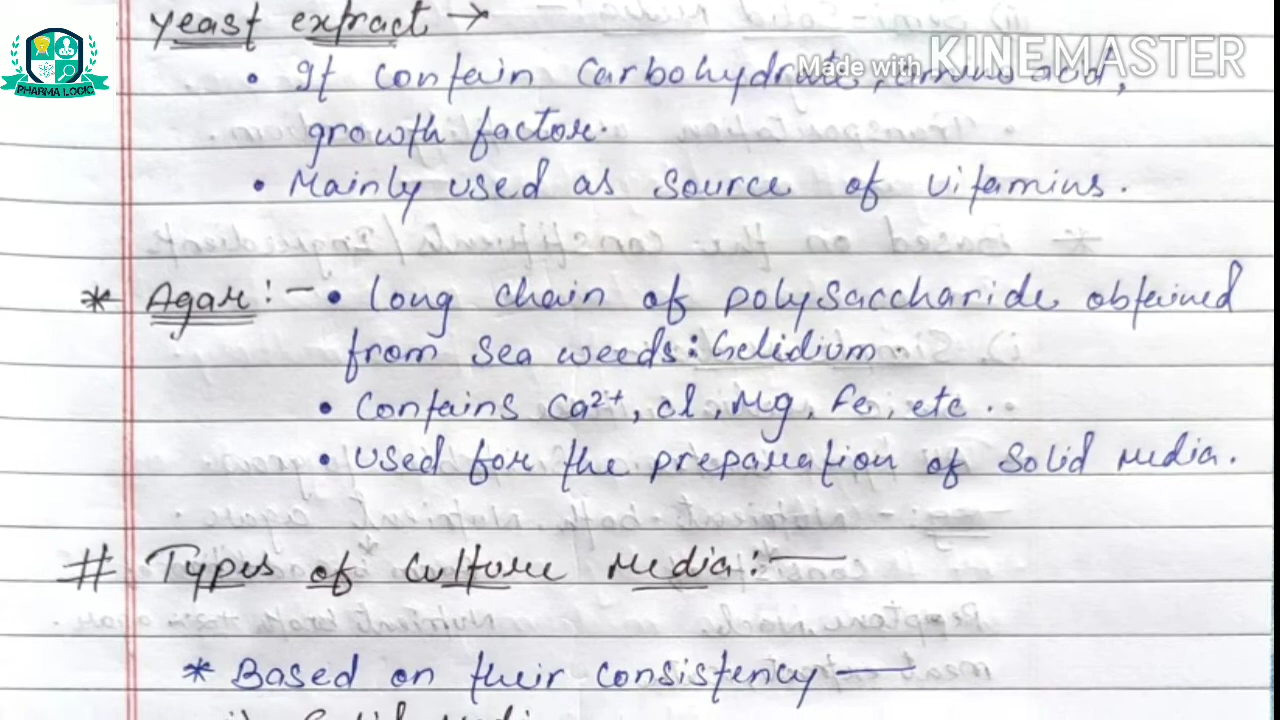 yeast extract →
• It contain Carbohydrate, amino acid,
Made with KINEMASTER
PHARMA LOGIC
growth factor.
• Mainly used as source of vitamins.
* Agar :- • long chain of polysaccharide obtained
from sea weeds : Gelidium.
• Contains Ca²⁺, cl, Mg, Fe, etc.
• Used for the preparation of solid media.
# Types of culture media :—
* Based on their consistency —
i) Solid Medi